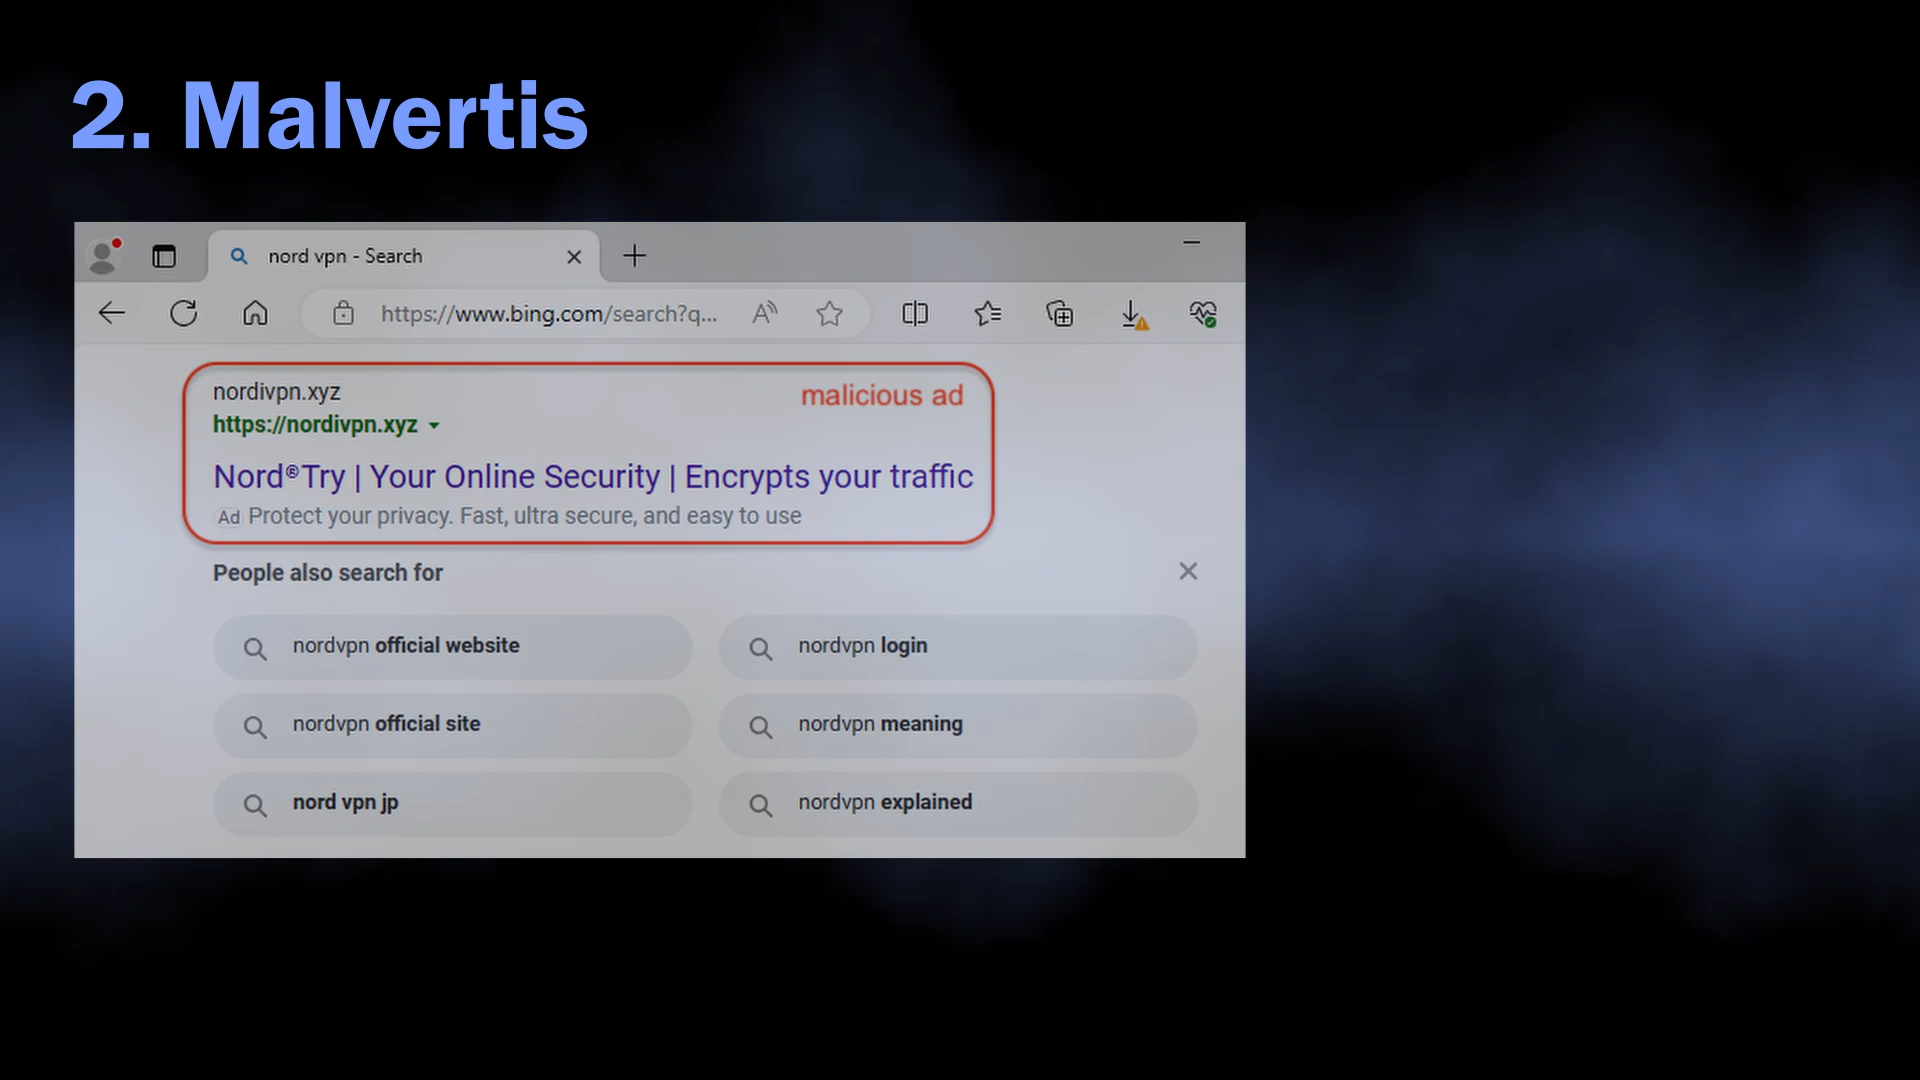 2. Malvertis
nord vpn - Search
https://www.bing.com/search?q...
nordivpn.xyz
malicious ad
https://nordivpn.xyz
Nord®Try | Your Online Security | Encrypts your traffic
Ad Protect your privacy. Fast, ultra secure, and easy to use
People also search for
nordvpn official website
nordvpn login
nordvpn official site
nordvpn meaning
nord vpn jp
nordvpn explained